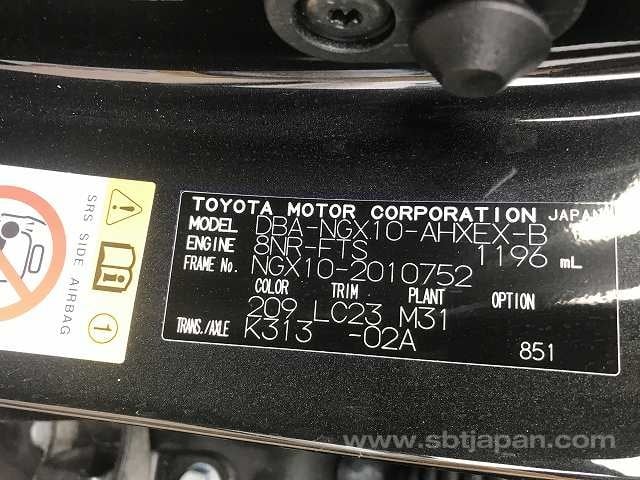 SRS SIDE AIRBAG
1
TOYOTA MOTOR CORPORATION JAPAN
MODEL DBA-NGX10-AHXEX-B
ENGINE 8NR-FTS 1196 mL
FRAME No. NGX10-2010752
COLOR TRIM PLANT OPTION
209 LC23 M31
TRANS./AXLE K313 -02A
851
www.sbtjapan.com